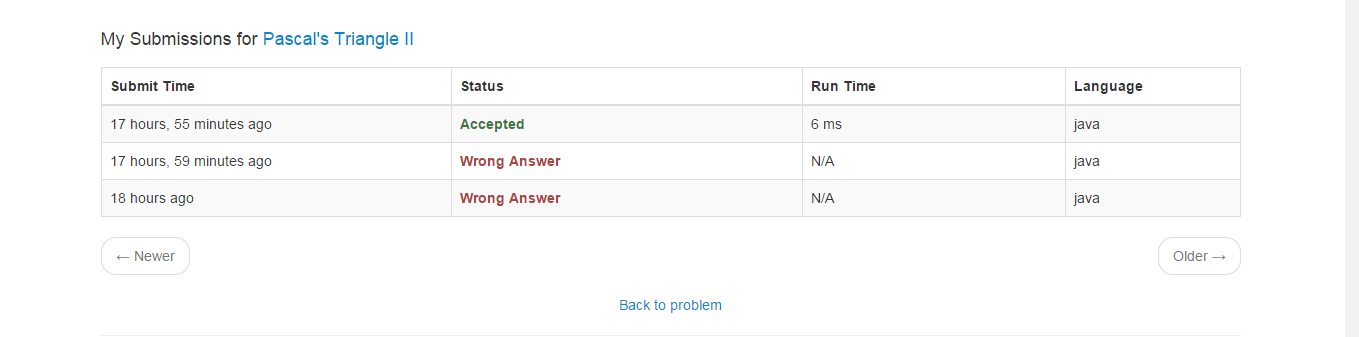 My Submissions for Pascal's Triangle II
Submit Time Status Run Time Language
17 hours, 55 minutes ago Accepted 6 ms java
17 hours, 59 minutes ago Wrong Answer N/A java
18 hours ago Wrong Answer N/A java
← Newer Older →
Back to problem